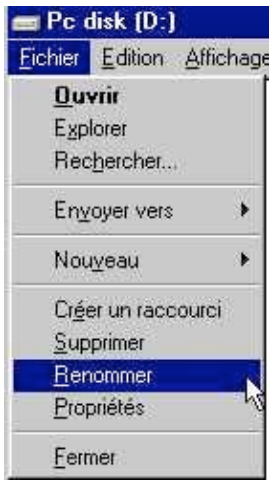 Pc disk (D:)
Fichier Edition Affichage
Ouvrir
Explorer
Rechercher...
Envoyer vers
Nouveau
Créer un raccourci
Supprimer
Renommer
Propriétés
Fermer